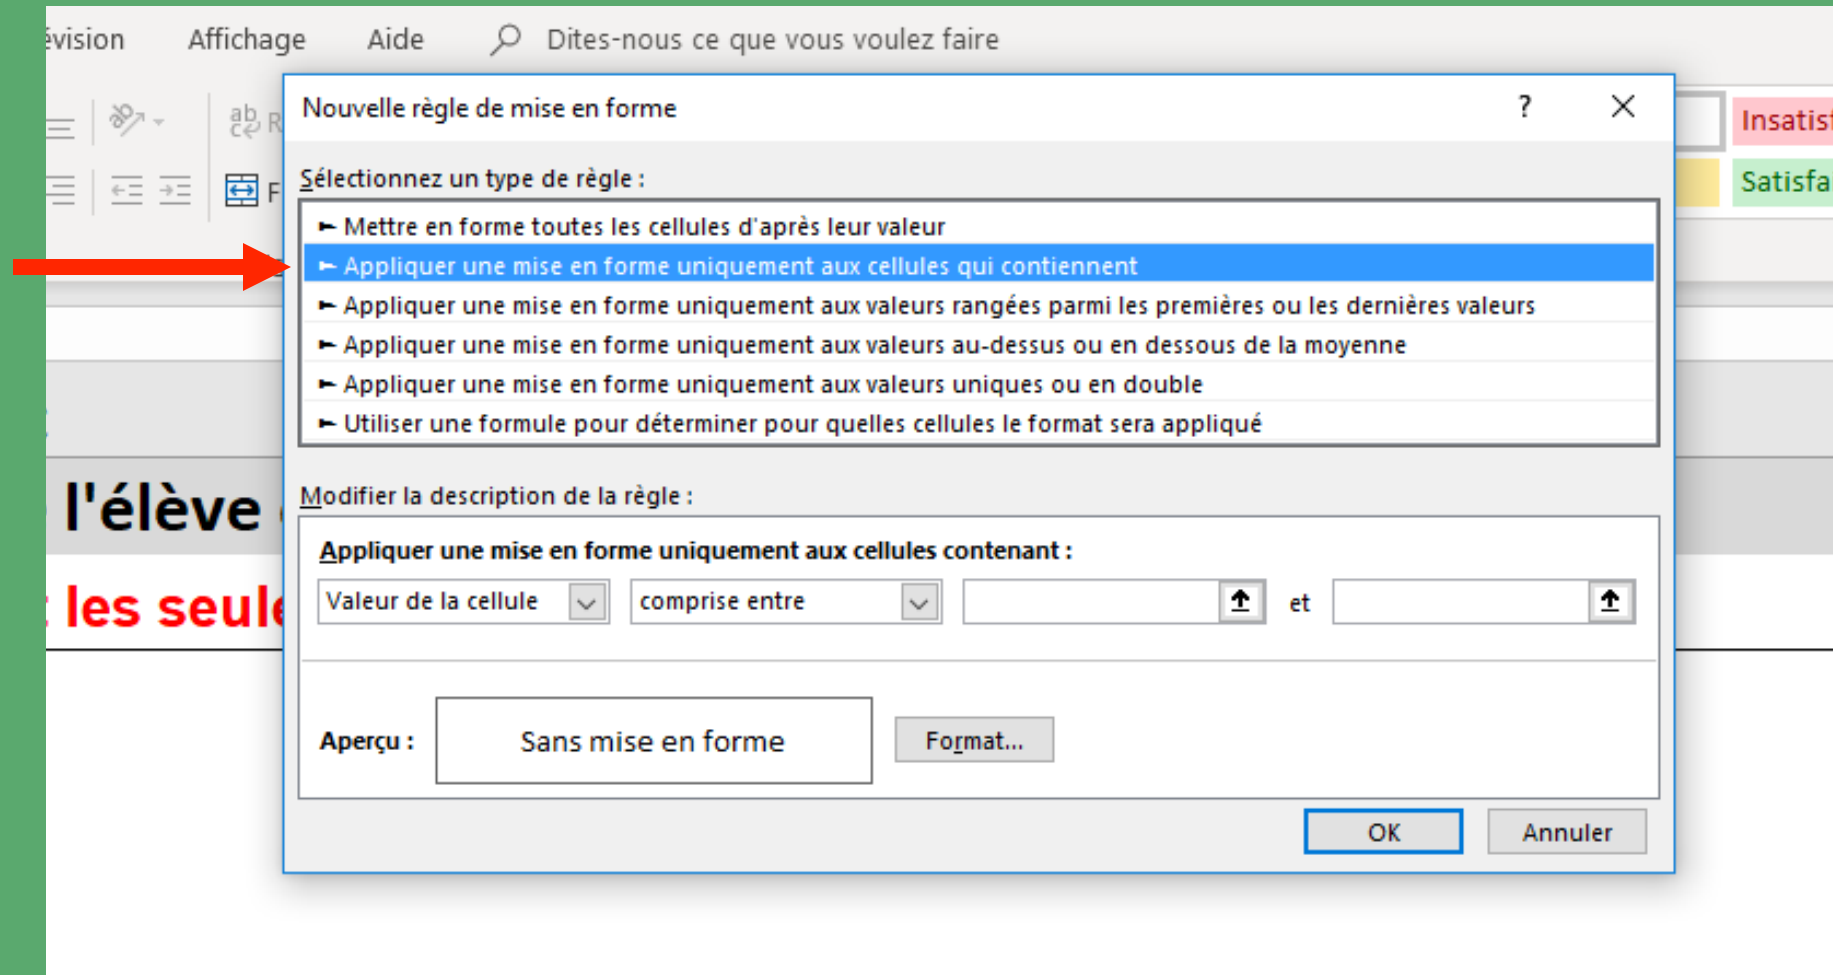 évision Affichage Aide Dites-nous ce que vous voulez faire
Nouvelle règle de mise en forme ? ×
Sélectionnez un type de règle :
► Mettre en forme toutes les cellules d'après leur valeur
► Appliquer une mise en forme uniquement aux cellules qui contiennent
► Appliquer une mise en forme uniquement aux valeurs rangées parmi les premières ou les dernières valeurs
► Appliquer une mise en forme uniquement aux valeurs au-dessus ou en dessous de la moyenne
► Appliquer une mise en forme uniquement aux valeurs uniques ou en double
► Utiliser une formule pour déterminer pour quelles cellules le format sera appliqué
Modifier la description de la règle :
Appliquer une mise en forme uniquement aux cellules contenant :
Valeur de la cellule comprise entre et
Aperçu : Sans mise en forme Format...
OK Annuler
ab
c R
F
Insatisf
Satisfa
l'élève
les seule